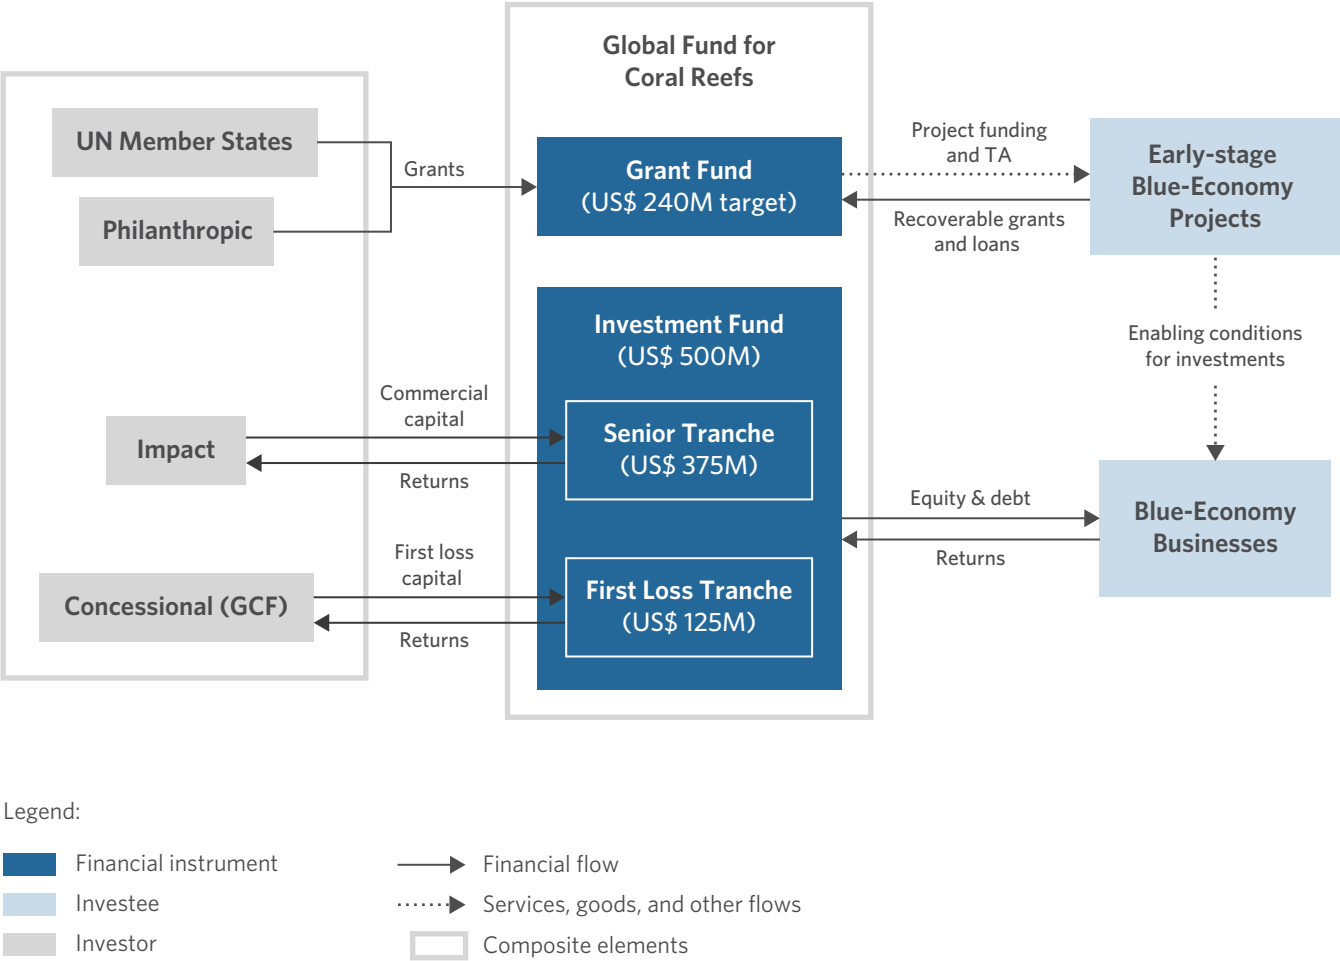 Global Fund for
Coral Reefs
UN Member States
Philanthropic
Grants
Grant Fund
(US$ 240M target)
Project funding
and TA
Recoverable grants
and loans
Early-stage
Blue-Economy
Projects
Investment Fund
(US$ 500M)
Enabling conditions
for investments
Commercial
capital
Impact
Returns
Senior Tranche
(US$ 375M)
Equity & debt
Returns
Blue-Economy
Businesses
First loss
capital
Concessional (GCF)
Returns
First Loss Tranche
(US$ 125M)
Legend:
Financial instrument
Investee
Investor
Financial flow
Services, goods, and other flows
Composite elements